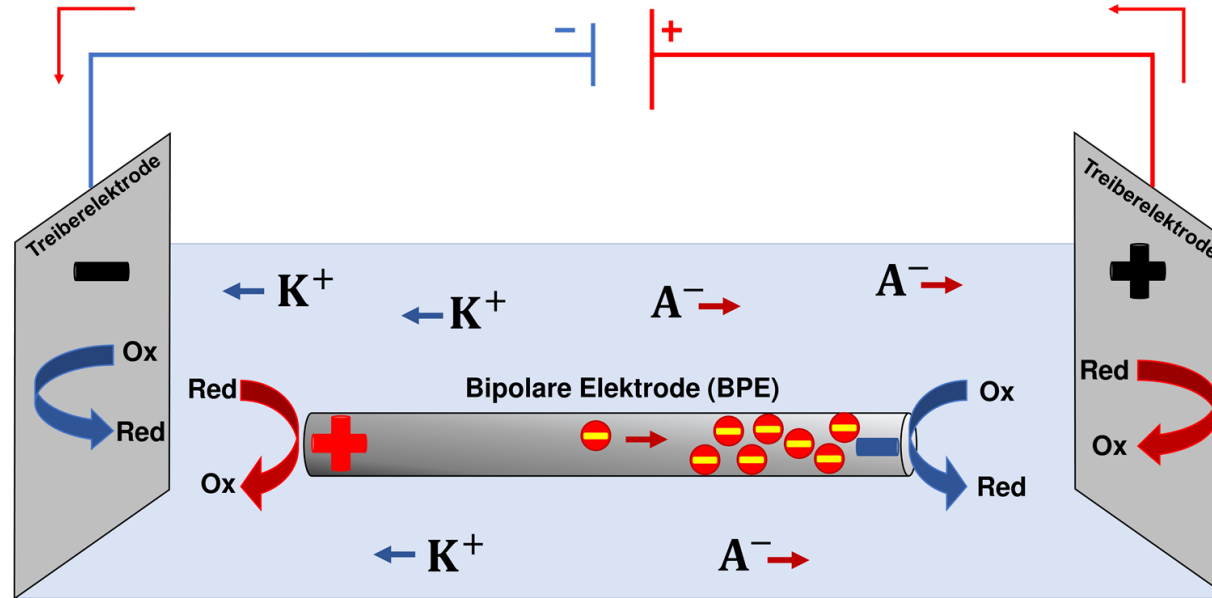 − +
Treiberelektrode
Treiberelektrode
K⁺
K⁺
A⁻
A⁻
Ox
Red
Red
Ox
Bipolare Elektrode (BPE)
Ox
Red
Red
Ox
K⁺
A⁻